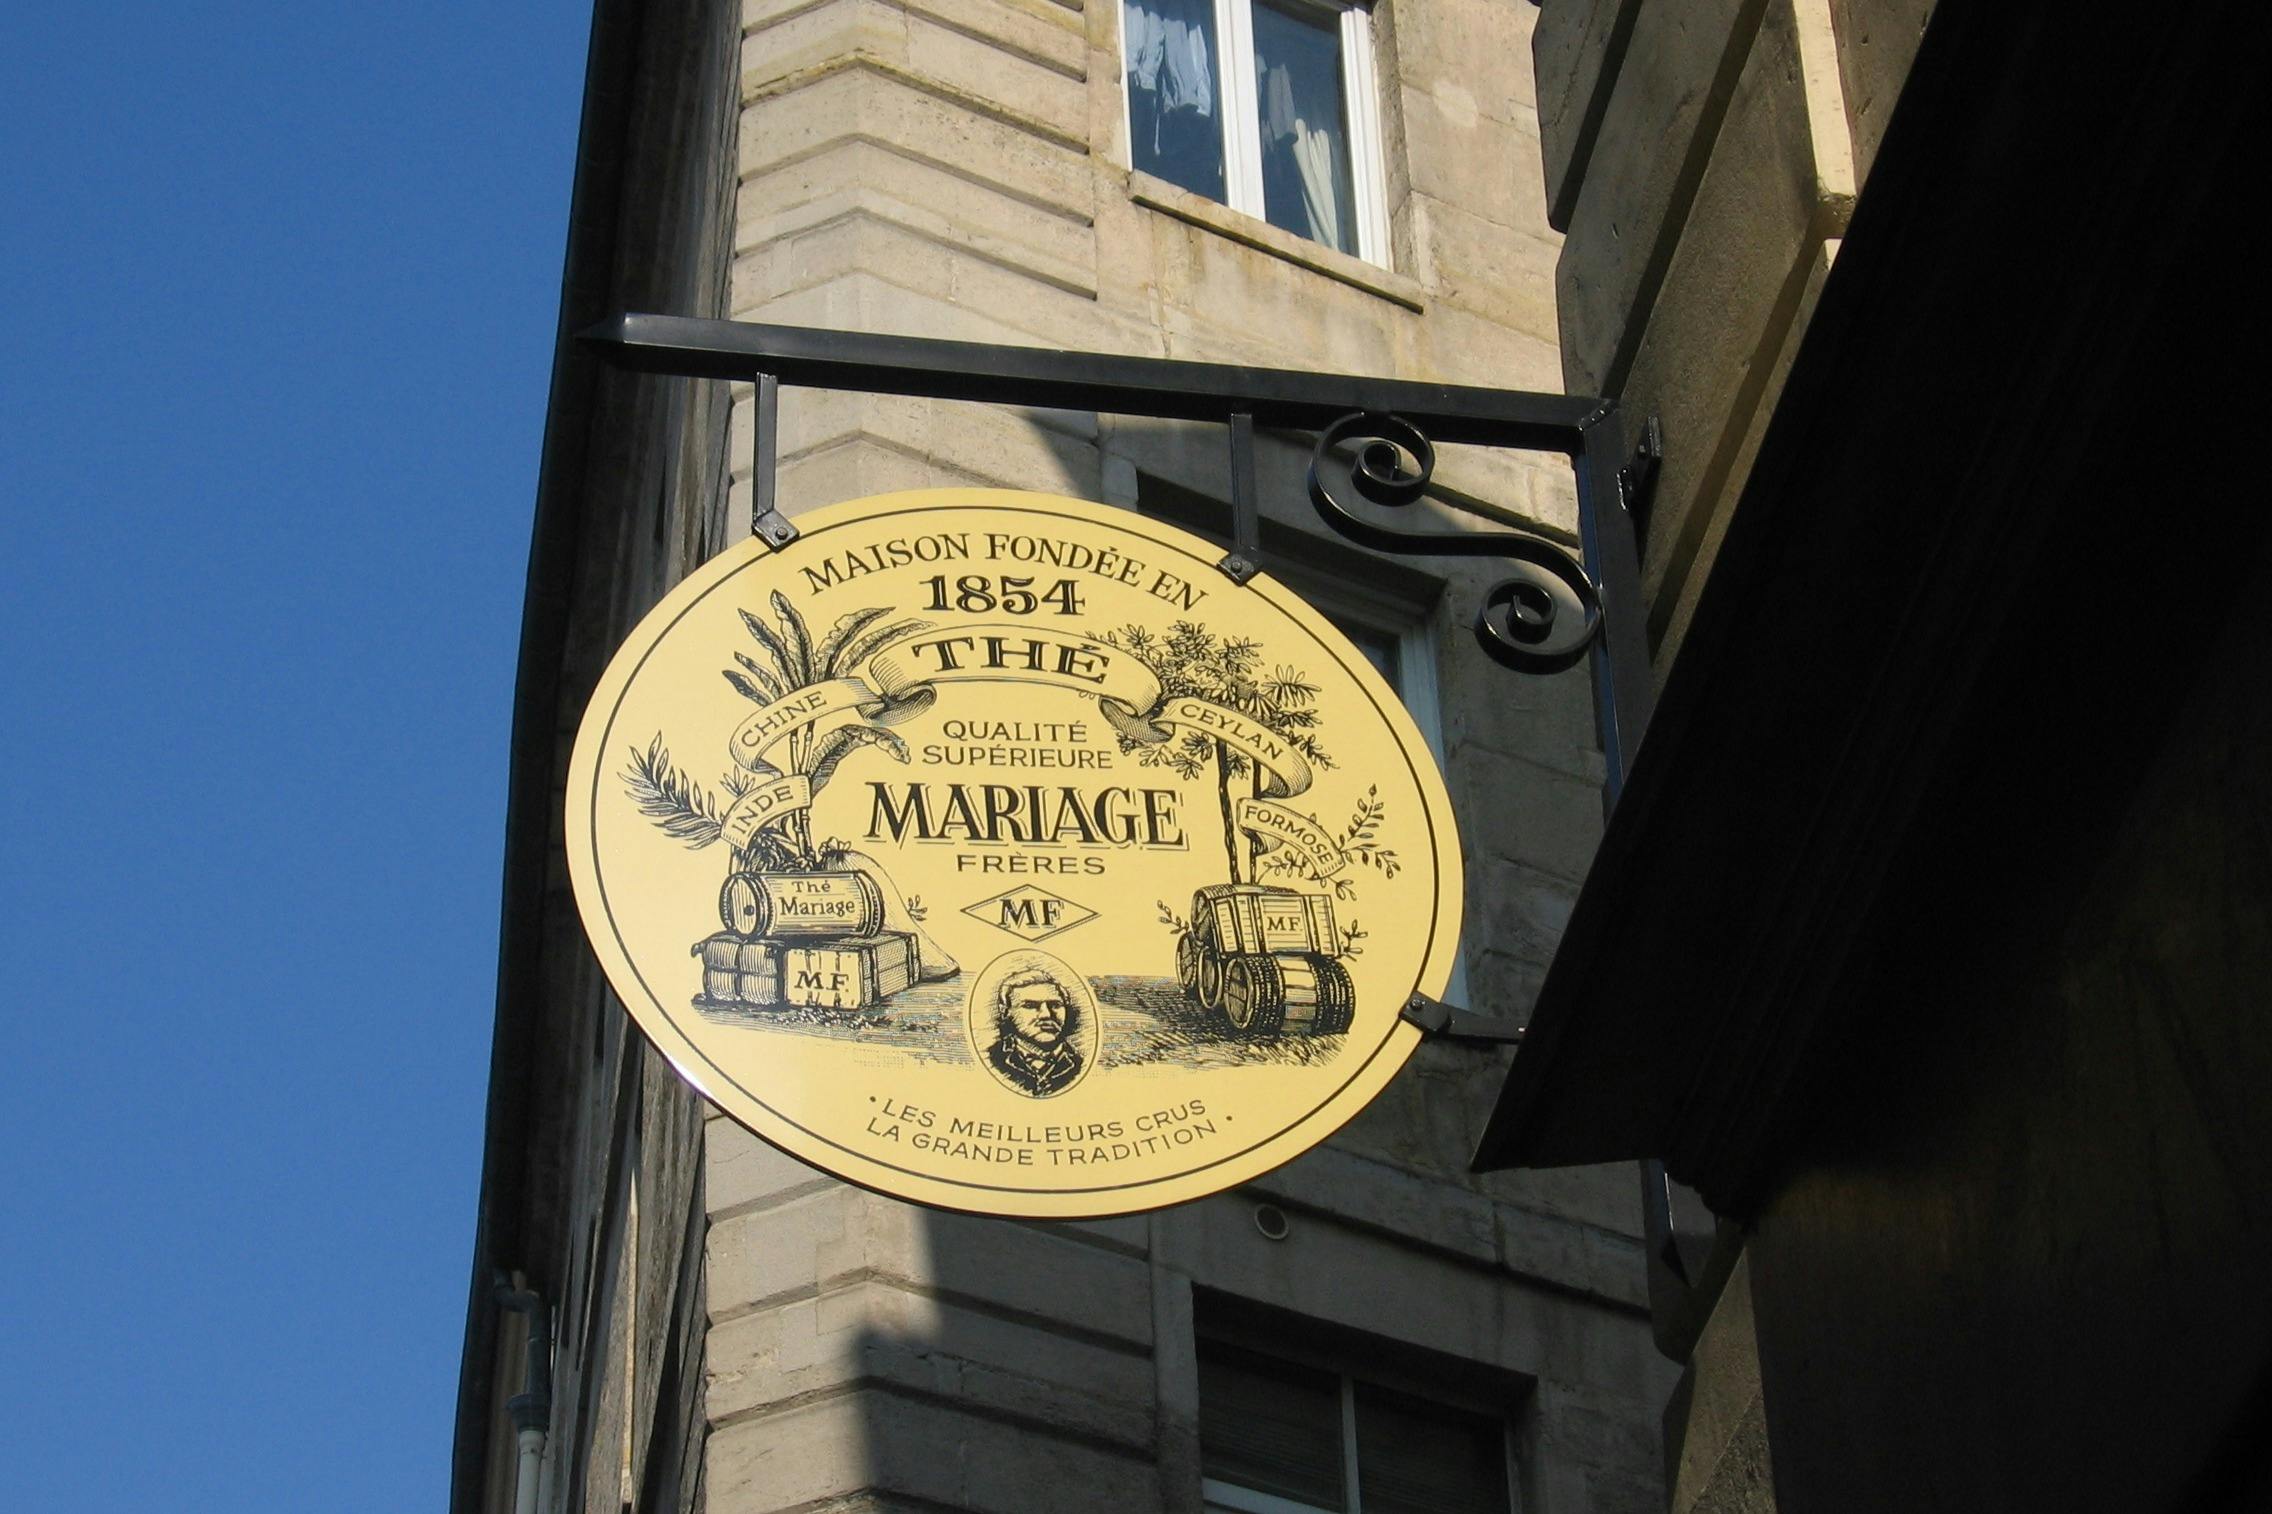 MAISON FONDÉE EN
1854
THÉ
CHINE
CEYLAN
INDE
FORMOSE
QUALITÉ
SUPÉRIEURE
MARIAGE
FRÈRES
MF
Thé
Mariage
M.F.
MF.
• LES MEILLEURS CRUS
LA GRANDE TRADITION •